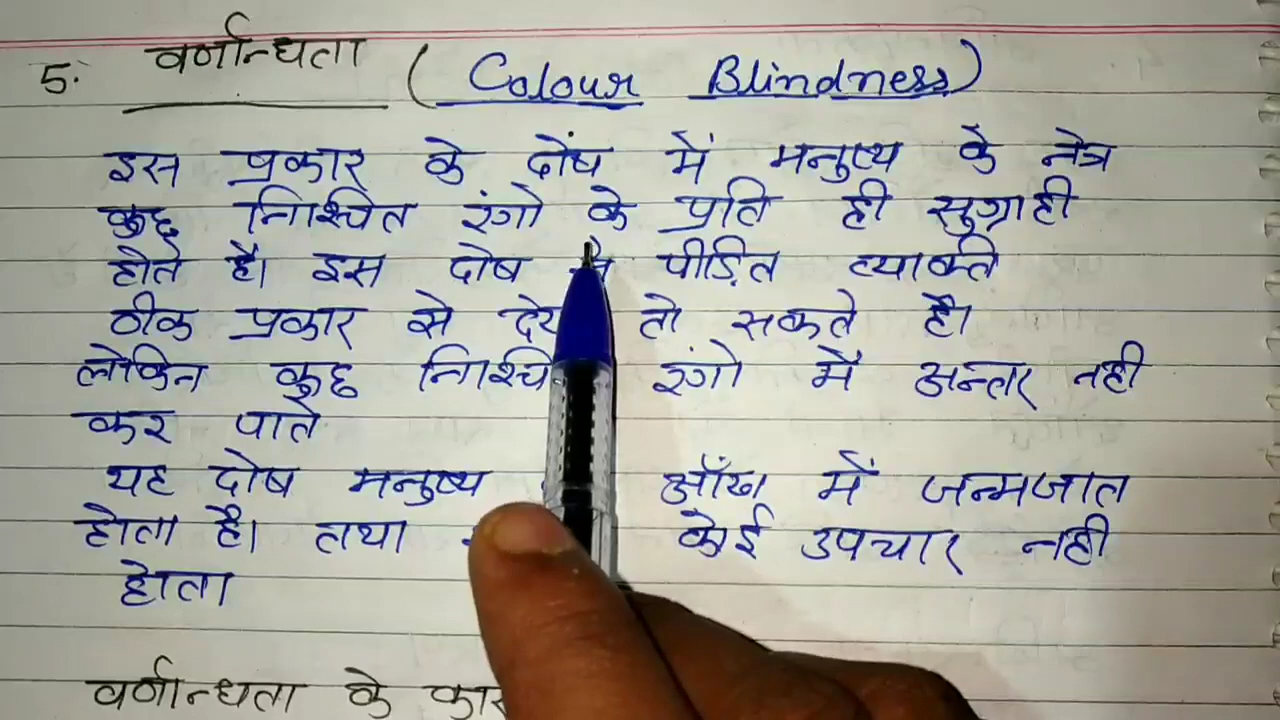 5. वर्णान्धता ( Colour Blindness)
इस प्रकार के दोष में मनुष्य के नेत्र
कुछ निश्चित रंगो के प्रति ही सुग्राही
होते है। इस दोष पीड़ित व्यक्ति
ठीक प्रकार से तो सकते है।
लेकिन कुछ रंगो में अन्तर नही
कर पाते
यह दोष मनुष्य आँख में जन्मजात
होता है। तथा कोई उपचार नही
होता
वर्णान्धता के